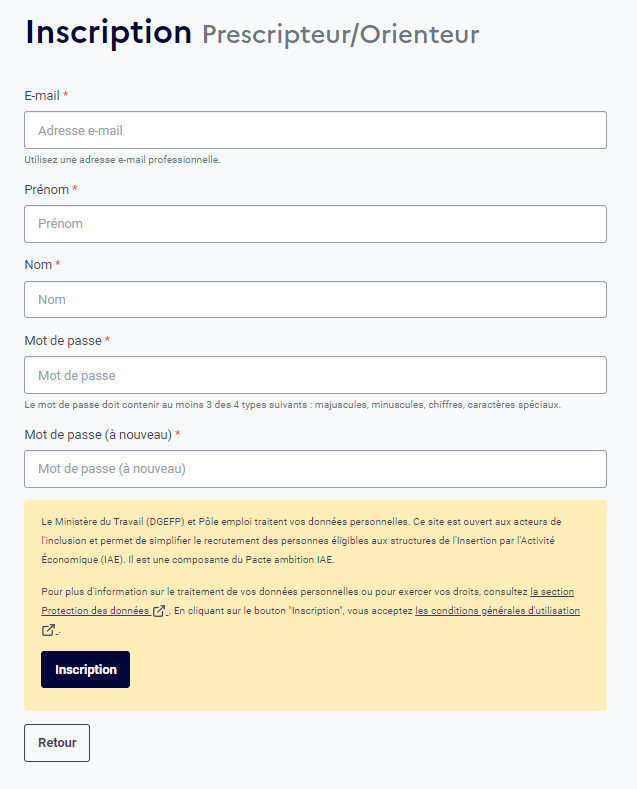 Inscription Prescripteur/Orienteur
E-mail *
Adresse e-mail
Utilisez une adresse e-mail professionnelle.
Prénom *
Prénom
Nom *
Nom
Mot de passe *
Mot de passe
Le mot de passe doit contenir au moins 3 des 4 types suivants : majuscules, minuscules, chiffres, caractères spéciaux.
Mot de passe (à nouveau) *
Mot de passe (à nouveau)
Le Ministère du Travail (DGEFP) et Pôle emploi traitent vos données personnelles. Ce site est ouvert aux acteurs de
l'inclusion et permet de simplifier le recrutement des personnes éligibles aux structures de l'Insertion par l'Activité
Économique (IAE). Il est une composante du Pacte ambition IAE.
Pour plus d'information sur le traitement de vos données personnelles ou pour exercer vos droits, consultez la section
Protection des données . En cliquant sur le bouton "Inscription", vous acceptez les conditions générales d'utilisation
.
Inscription
Retour